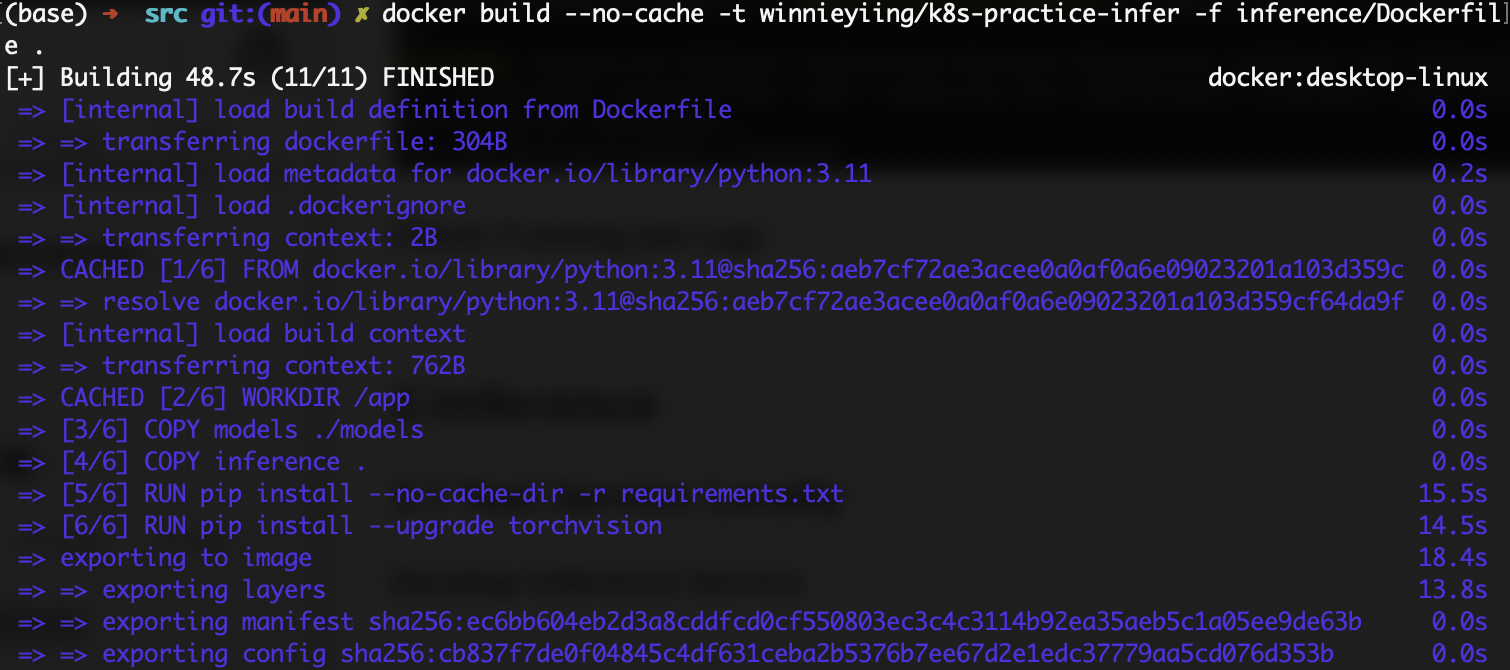 (base) ➜ src git:(main) ✗ docker build --no-cache -t winnieyiing/k8s-practice-infer -f inference/Dockerfil
e .
[+] Building 48.7s (11/11) FINISHED docker:desktop-linux
=> [internal] load build definition from Dockerfile 0.0s
=> => transferring dockerfile: 304B 0.0s
=> [internal] load metadata for docker.io/library/python:3.11 0.2s
=> [internal] load .dockerignore 0.0s
=> => transferring context: 2B 0.0s
=> CACHED [1/6] FROM docker.io/library/python:3.11@sha256:aeb7cf72ae3acee0a0af0a6e09023201a103d359c 0.0s
=> => resolve docker.io/library/python:3.11@sha256:aeb7cf72ae3acee0a0af0a6e09023201a103d359cf64da9f 0.0s
=> [internal] load build context 0.0s
=> => transferring context: 762B 0.0s
=> CACHED [2/6] WORKDIR /app 0.0s
=> [3/6] COPY models ./models 0.0s
=> [4/6] COPY inference . 0.0s
=> [5/6] RUN pip install --no-cache-dir -r requirements.txt 15.5s
=> [6/6] RUN pip install --upgrade torchvision 14.5s
=> exporting to image 18.4s
=> => exporting layers 13.8s
=> => exporting manifest sha256:ec6bb604eb2d3a8cddfcd0cf550803ec3c4c3114b92ea35aeb5c1a05ee9de63b 0.0s
=> => exporting config sha256:cb837f7de0f04845c4df631ceba2b5376b7ee67d2e1edc37779aa5cd076d353b 0.0s